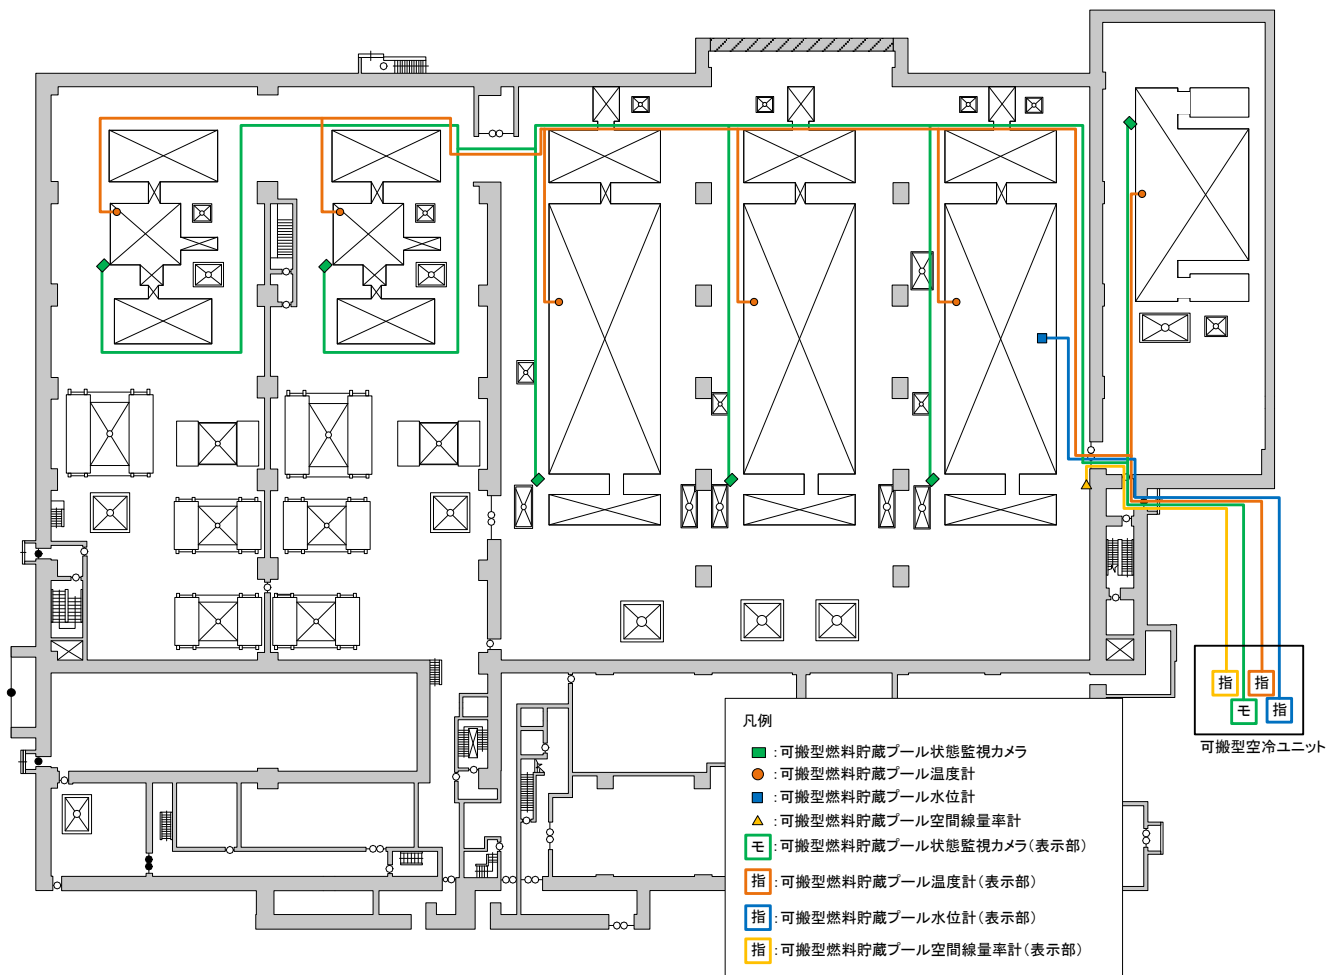 指 指
モ 指
可搬型空冷ユニット
凡例
:可搬型燃料貯蔵プール状態監視カメラ
:可搬型燃料貯蔵プール温度計
:可搬型燃料貯蔵プール水位計
:可搬型燃料貯蔵プール空間線量率計
モ:可搬型燃料貯蔵プール状態監視カメラ(表示部)
指:可搬型燃料貯蔵プール温度計(表示部)
指:可搬型燃料貯蔵プール水位計(表示部)
指:可搬型燃料貯蔵プール空間線量率計(表示部)